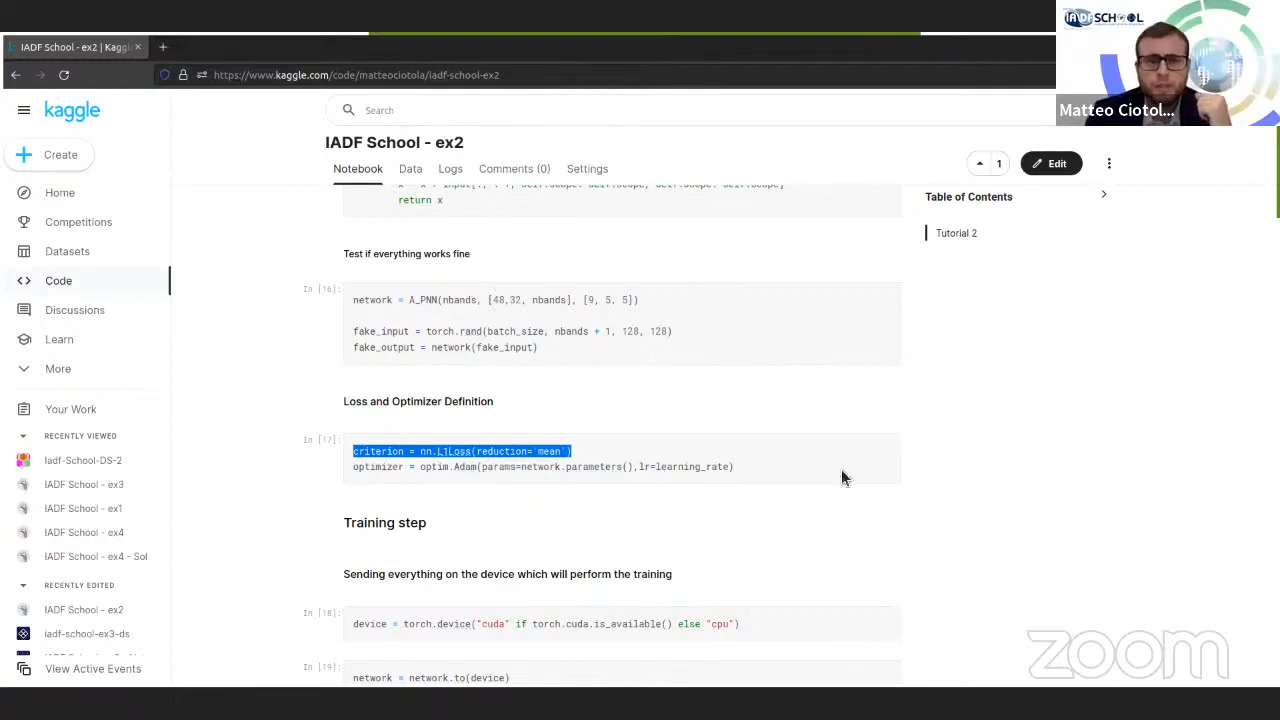 IADF SCHOOL
Matteo Ciotol...
IADF School - ex2 | Kaggl
https://www.kaggle.com/code/matteociotola/iadf-school-ex2
kaggle
Search
Create
Home
Competitions
Datasets
Code
Discussions
Learn
More
Your Work
RECENTLY VIEWED
Iadf-School-DS-2
IADF School - ex3
IADF School - ex1
IADF School - ex4
IADF School - ex4 - Sol
RECENTLY EDITED
IADF School - ex2
iadf-school-ex3-ds
View Active Events
IADF School - ex2
Notebook Data Logs Comments (0) Settings
1
Edit
return x
Test if everything works fine
In [16]:
network = A_PNN(nbands, [48,32, nbands], [9, 5, 5])
fake_input = torch.rand(batch_size, nbands + 1, 128, 128)
fake_output = network(fake_input)
Loss and Optimizer Definition
In [17]:
criterion = nn.L1Loss(reduction='mean')
optimizer = optim.Adam(params=network.parameters(),lr=learning_rate)
Training step
Sending everything on the device which will perform the training
In [18]:
device = torch.device("cuda" if torch.cuda.is_available() else "cpu")
In [19]:
network = network.to(device)
Table of Contents
Tutorial 2
zoom